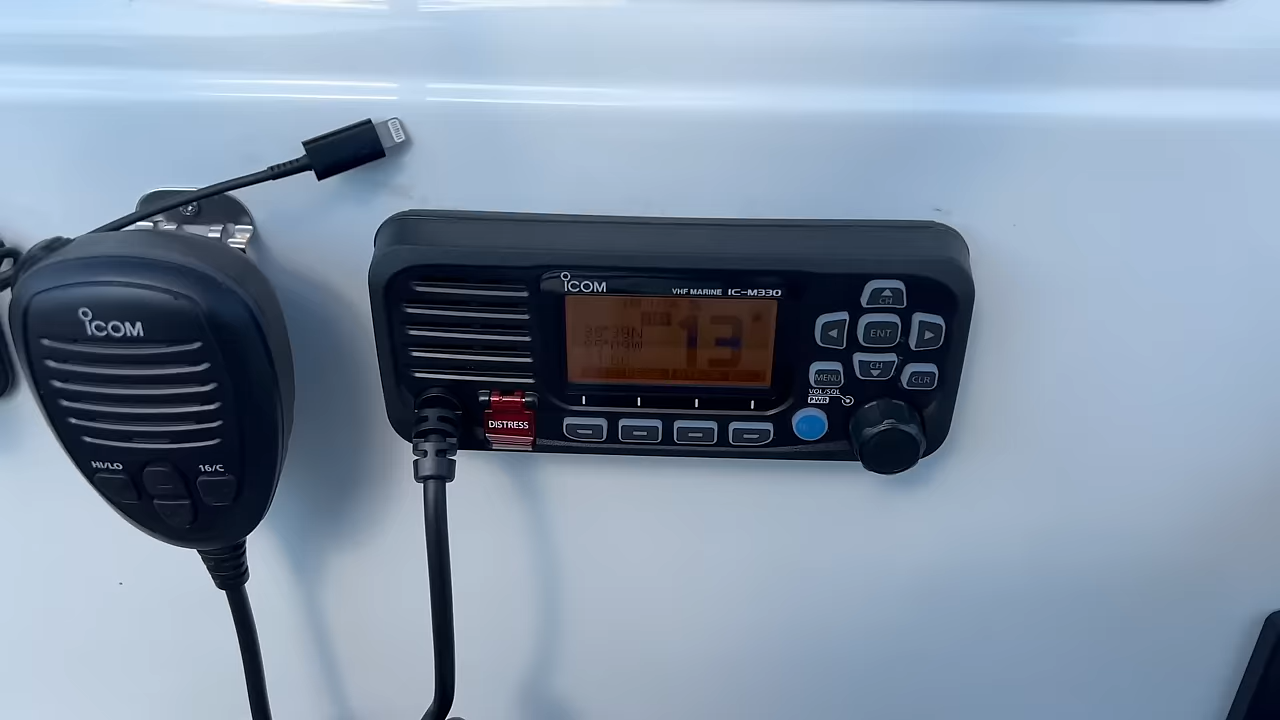 ICOM
HI/LO
16/C
ICOM
VHF MARINE IC-M330
13
CH
ENT
CH
MENU
CLR
VOL/SQL
PWR
DISTRESS